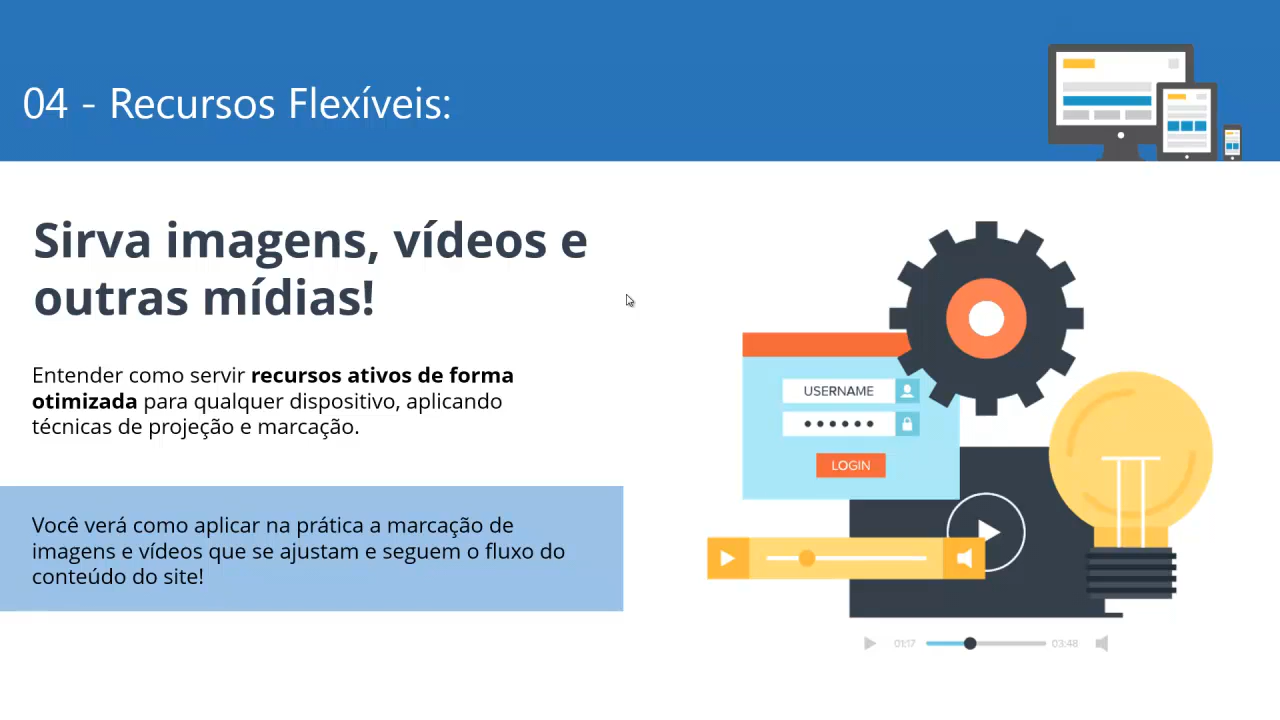 04 - Recursos Flexíveis:
Sirva imagens, vídeos e
outras mídias!
Entender como servir recursos ativos de forma
otimizada para qualquer dispositivo, aplicando
técnicas de projeção e marcação.
Você verá como aplicar na prática a marcação de
imagens e vídeos que se ajustam e seguem o fluxo do
conteúdo do site!
USERNAME
LOGIN
01:17
03:48